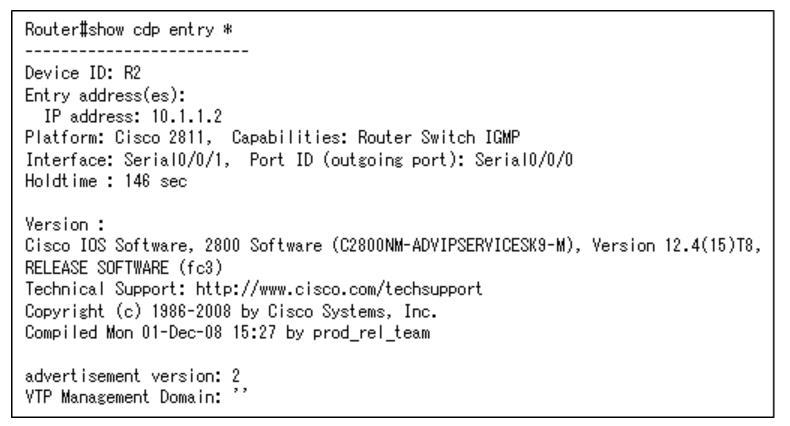 Router#show cdp entry *
-------------------------
Device ID: R2
Entry address(es):
  IP address: 10.1.1.2
Platform: Cisco 2811,  Capabilities: Router Switch IGMP
Interface: Serial0/0/1,  Port ID (outgoing port): Serial0/0/0
Holdtime : 146 sec

Version :
Cisco IOS Software, 2800 Software (C2800NM-ADVIPSERVICESK9-M), Version 12.4(15)T8,
RELEASE SOFTWARE (fc3)
Technical Support: http://www.cisco.com/techsupport
Copyright (c) 1986-2008 by Cisco Systems, Inc.
Compiled Mon 01-Dec-08 15:27 by prod_rel_team

advertisement version: 2
VTP Management Domain: ''